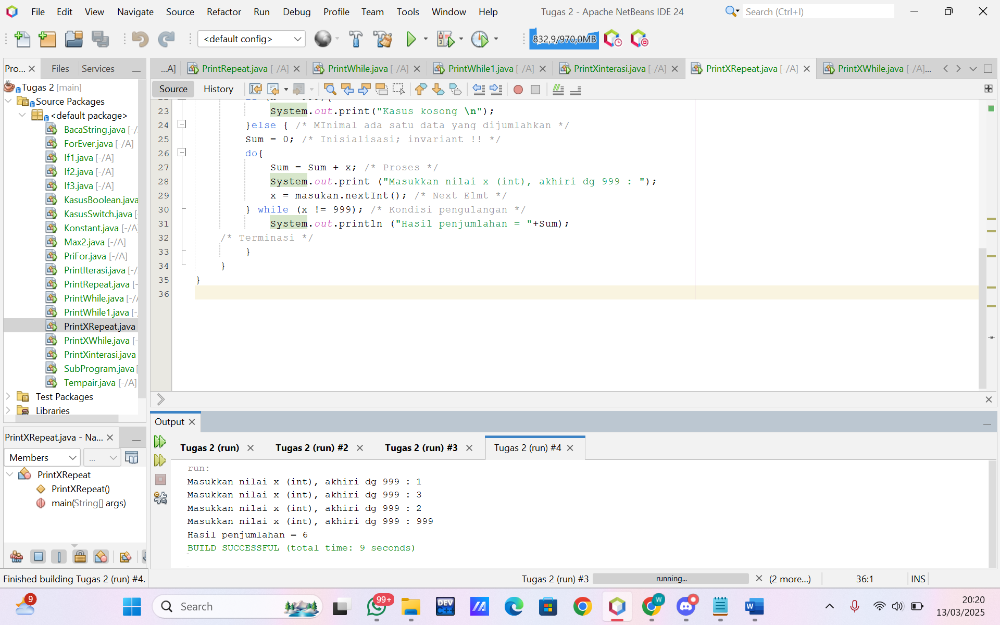 File Edit View Navigate Source Refactor Run Debug Profile Team Tools Window Help Tugas 2 - Apache NetBeans IDE 24 Search (Ctrl+I)
<default config> 832,9/970,0MB
Pro... Files Services ...A] PrintRepeat.java [-/A] PrintWhile.java [-/A] PrintWhile1.java [-/A] PrintXinterasi.java [-/A] PrintXRepeat.java [-/A] PrintXWhile.java [-/A]...
Source History
Tugas 2 [main]
Source Packages
<default package>
BacaString.java [-/
ForEver.java [-/A]
If1.java [-/A]
If2.java [-/A]
If3.java [-/A]
KasusBoolean.java
KasusSwitch.java [
Konstant.java [-/A
Max2.java [-/A]
PriFor.java [-/A]
PrintIterasi.java [-/
PrintRepeat.java [-
PrintWhile.java [-/
PrintWhile1.java [-
PrintXRepeat.java
PrintXWhile.java [-
PrintXinterasi.java
SubProgram.java [
Tempair.java [-/A]
Test Packages
Libraries
23 System.out.print("Kasus kosong \n");
24 }else { /* MInimal ada satu data yang dijumlahkan */
25 Sum = 0; /* Inisialisasi; invariant !! */
26 do{
27 Sum = Sum + x; /* Proses */
28 System.out.print ("Masukkan nilai x (int), akhiri dg 999 : ");
29 x = masukan.nextInt(); /* Next Elmt */
30 } while (x != 999); /* Kondisi pengulangan */
31 System.out.println ("Hasil penjumlahan = "+Sum);
32 /* Terminasi */
33 }
34 }
35 }
36
PrintXRepeat.java - Na...
Members ...
PrintXRepeat
PrintXRepeat()
main(String[] args)
Output
Tugas 2 (run) Tugas 2 (run) #2 Tugas 2 (run) #3 Tugas 2 (run) #4
run:
Masukkan nilai x (int), akhiri dg 999 : 1
Masukkan nilai x (int), akhiri dg 999 : 3
Masukkan nilai x (int), akhiri dg 999 : 2
Masukkan nilai x (int), akhiri dg 999 : 999
Hasil penjumlahan = 6
BUILD SUCCESSFUL (total time: 9 seconds)
Finished building Tugas 2 (run) #4. Tugas 2 (run) #3 running... (2 more...) 36:1 INS
9 Search 99+ DEV C++ W W 20:20
13/03/2025